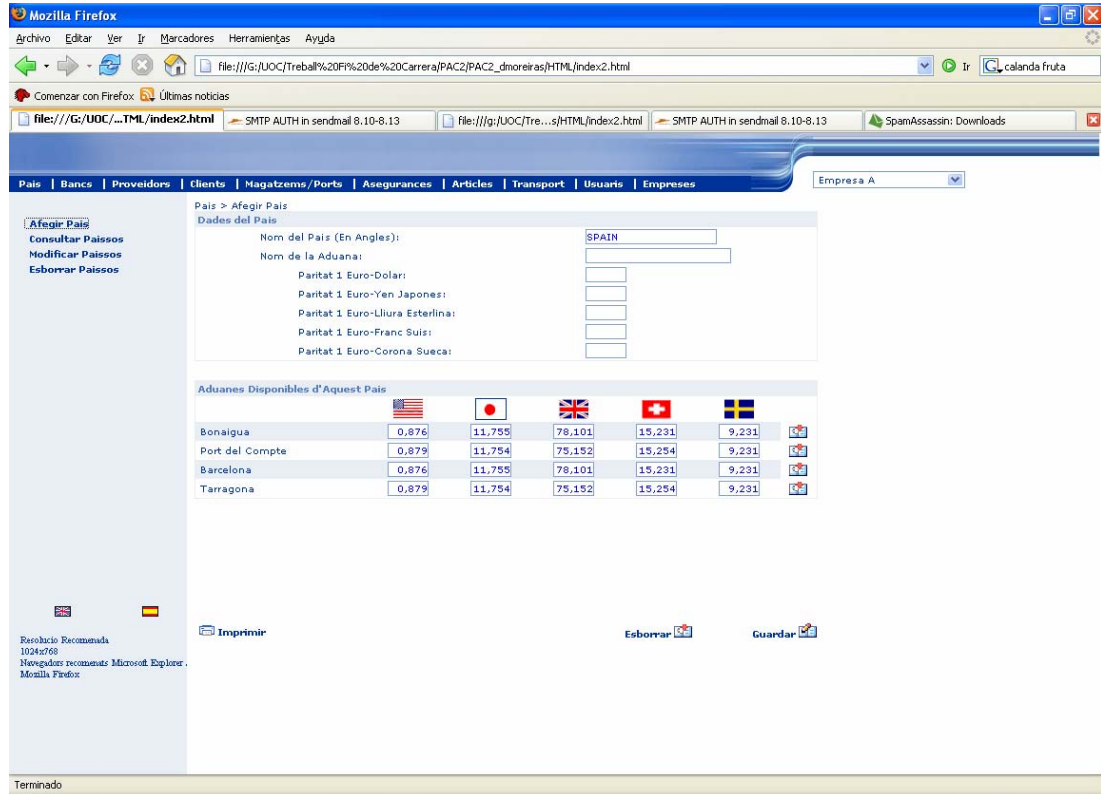 Mozilla Firefox
Archivo Editar Ver Ir Marcadores Herramientas Ayuda
file:///G:/UOC/Treball%20Fi%20de%20Carrera/PAC2/PAC2_dmoreiras/HTML/index2.html Ir G calanda fruta
Comenzar con Firefox Últimas noticias
file:///G:/UOC/...TML/index2.html SMTP AUTH in sendmail 8.10-8.13 file:///g:/UOC/Tre...s/HTML/index2.html SMTP AUTH in sendmail 8.10-8.13 SpamAssassin: Downloads
Pais | Bancs | Proveidors | Clients | Magatzems/Ports | Asegurances | Articles | Transport | Usuaris | Empreses Empresa A
Afegir Pais
Consultar Paissos
Modificar Paissos
Esborrar Paissos
Pais > Afegir Pais
Dades del Pais
Nom del Pais (En Angles): SPAIN
Nom de la Aduana:
Paritat 1 Euro-Dolar:
Paritat 1 Euro-Yen Japones:
Paritat 1 Euro-Lliura Esterlina:
Paritat 1 Euro-Franc Suis:
Paritat 1 Euro-Corona Sueca:
Aduanes Disponibles d'Aquest Pais
Bonaigua 0,876 11,755 78,101 15,231 9,231
Port del Compte 0,879 11,754 75,152 15,254 9,231
Barcelona 0,876 11,755 78,101 15,231 9,231
Tarragona 0,879 11,754 75,152 15,254 9,231
Imprimir Esborrar Guardar
Resolucio Recomenada
1024x768
Navegadors recomenats Microsoft Explorer .
Mozilla Firefox
Terminado